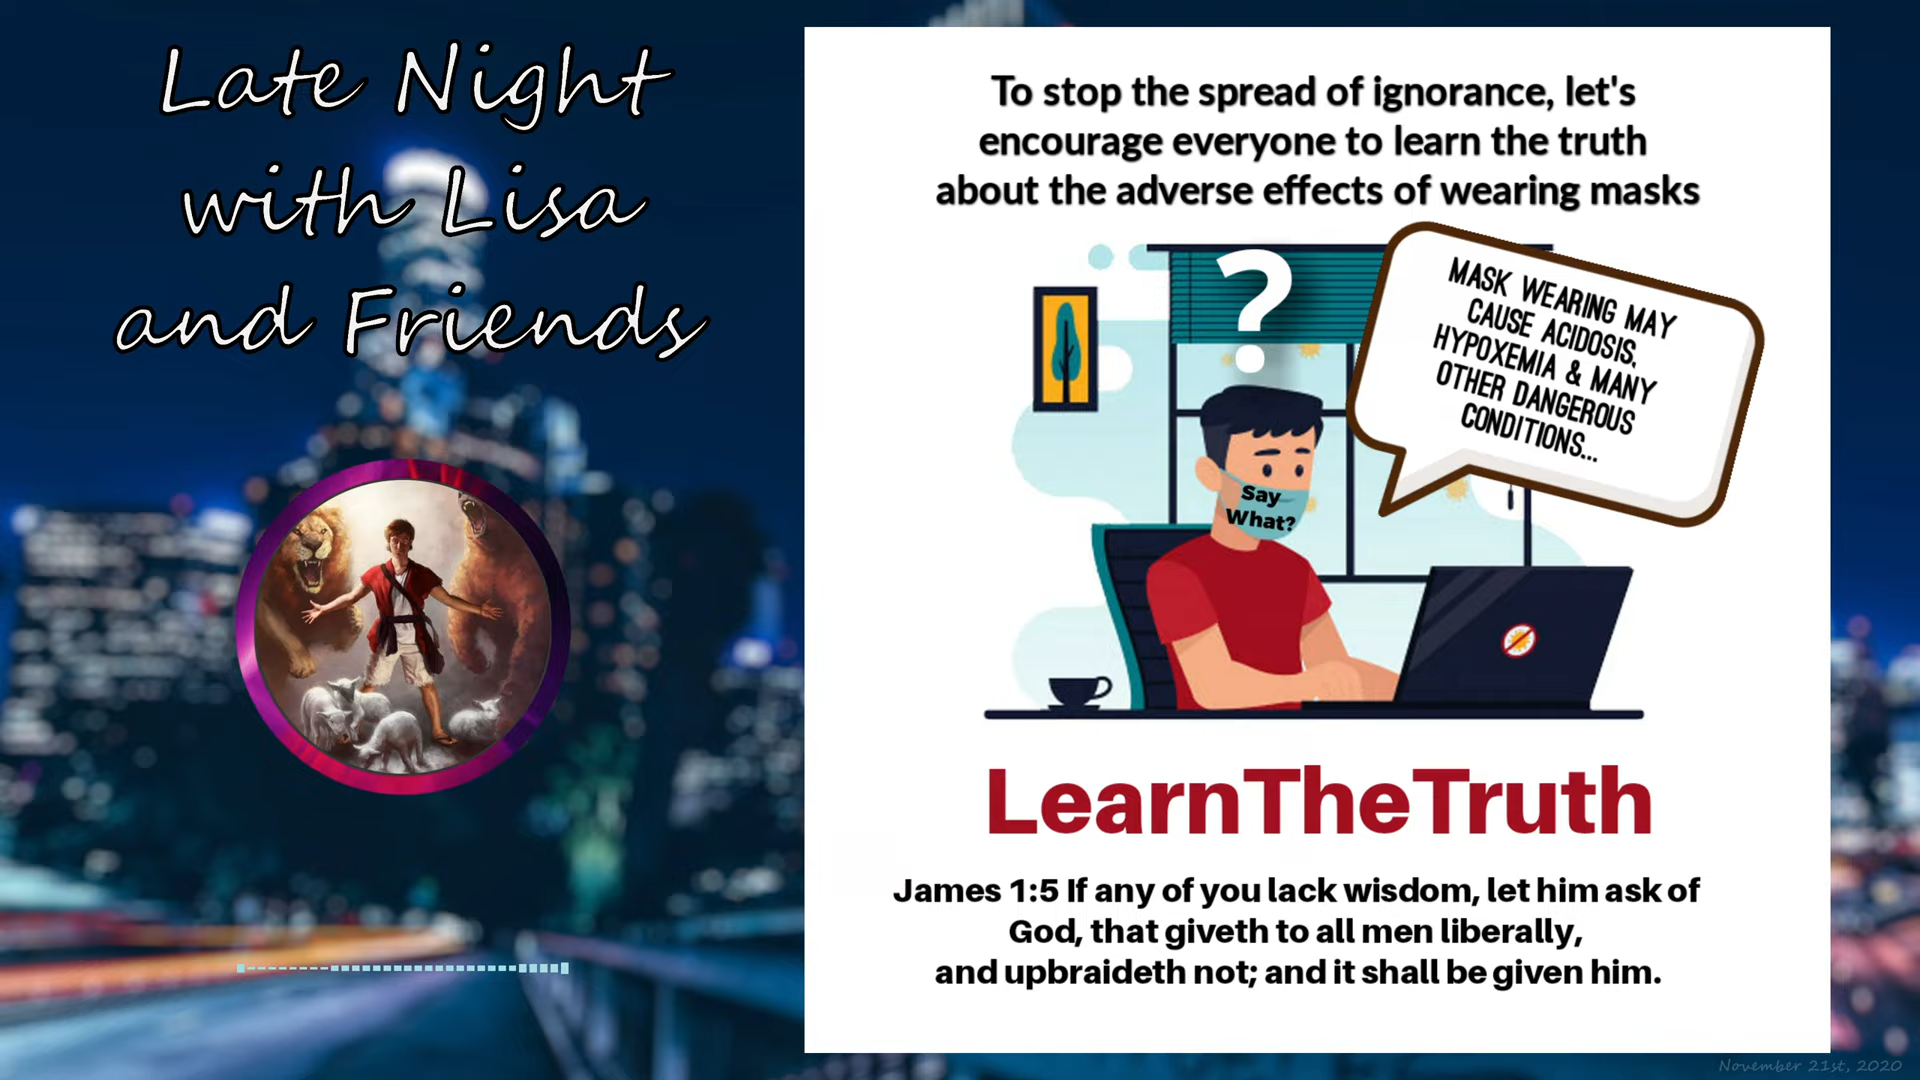 Late Night
with Lisa
and Friends
To stop the spread of ignorance, let's
encourage everyone to learn the truth
about the adverse effects of wearing masks
?
MASK WEARING MAY
CAUSE ACIDOSIS,
HYPOXEMIA & MANY
OTHER DANGEROUS
CONDITIONS...
Say
What?
LearnTheTruth
James 1:5 If any of you lack wisdom, let him ask of
God, that giveth to all men liberally,
and upbraideth not; and it shall be given him.
November 21st, 2020